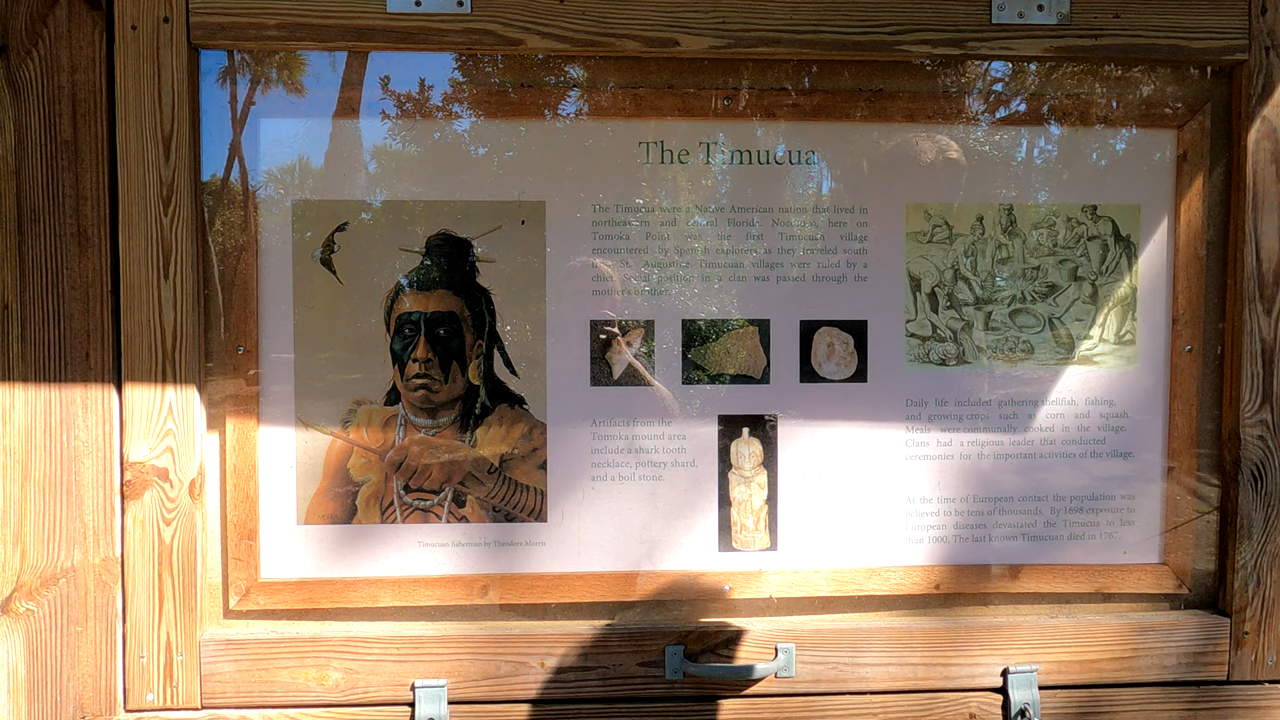 The Timucua
The Timucua were a Native American nation that lived in
northeastern and central Florida. Nocoroco, here on
Tomoka Point was the first Timucuan village
encountered by Spanish explorers as they traveled south
from St. Augustine. Timucuan villages were ruled by a
chief. Social position in a clan was passed through the
mother's brother.
Artifacts from the
Tomoka mound area
include a shark tooth
necklace, pottery shard,
and a boil stone.
Timucuan fisherman by Theodore Morris
Daily life included gathering shellfish, fishing,
and growing crops such as corn and squash.
Meals were communally cooked in the village.
Clans had a religious leader that conducted
ceremonies for the important activities of the village.
At the time of European contact the population was
believed to be tens of thousands. By 1698 exposure to
European diseases devastated the Timucua to less
than 1000. The last known Timucuan died in 1767.